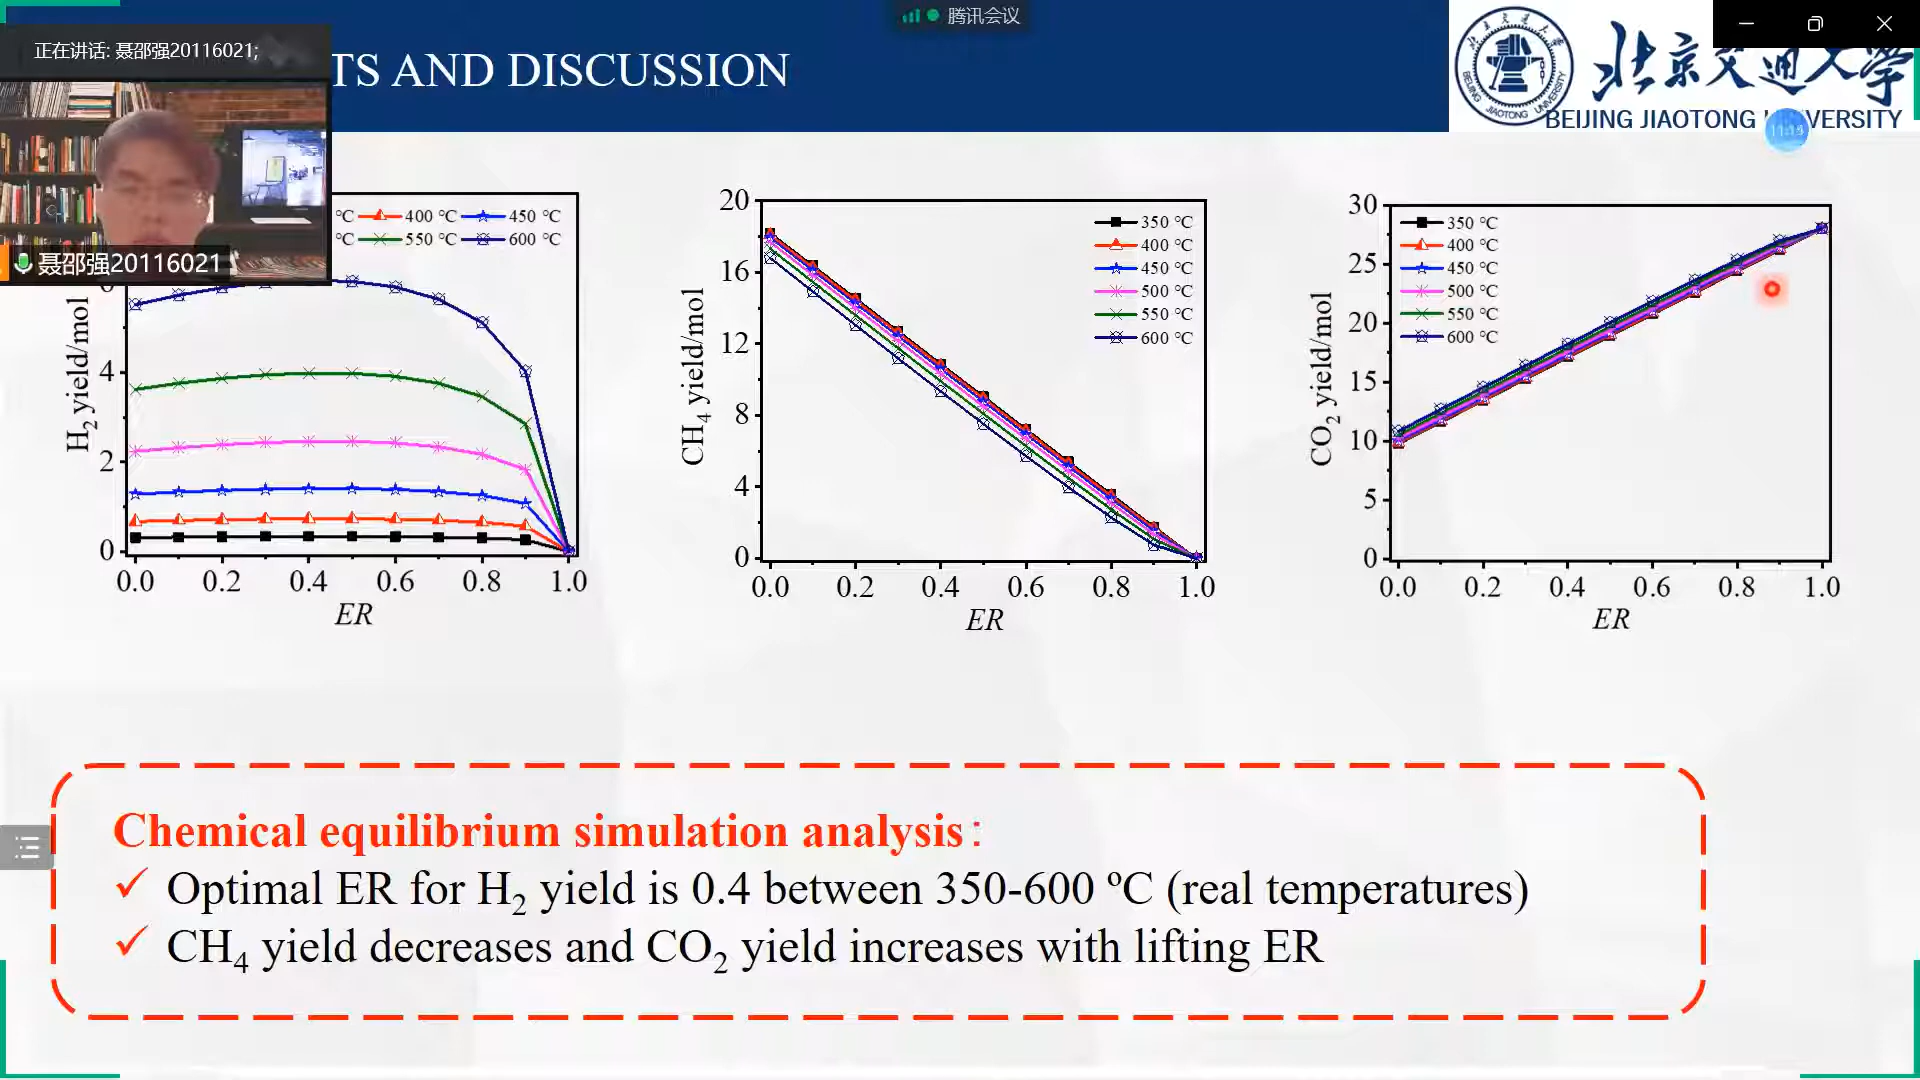 腾讯会议
正在讲话: 聂邵强20116021;
TS AND DISCUSSION
北京交通大学
BEIJING JIAOTONG UNIVERSITY
BEIJING JIAOTONG UNIVERSITY
11:14
聂邵强20116021
°C 400 °C 450 °C
°C 550 °C 600 °C
H2 yield/mol
6
4
2
0
0.0 0.2 0.4 0.6 0.8 1.0
ER
20
16
12
8
4
0
CH4 yield/mol
350 °C
400 °C
450 °C
500 °C
550 °C
600 °C
0.0 0.2 0.4 0.6 0.8 1.0
ER
30
25
20
15
10
5
0
CO2 yield/mol
350 °C
400 °C
450 °C
500 °C
550 °C
600 °C
0.0 0.2 0.4 0.6 0.8 1.0
ER
Chemical equilibrium simulation analysis:
✓ Optimal ER for H2 yield is 0.4 between 350-600 ºC (real temperatures)
✓ CH4 yield decreases and CO2 yield increases with lifting ER